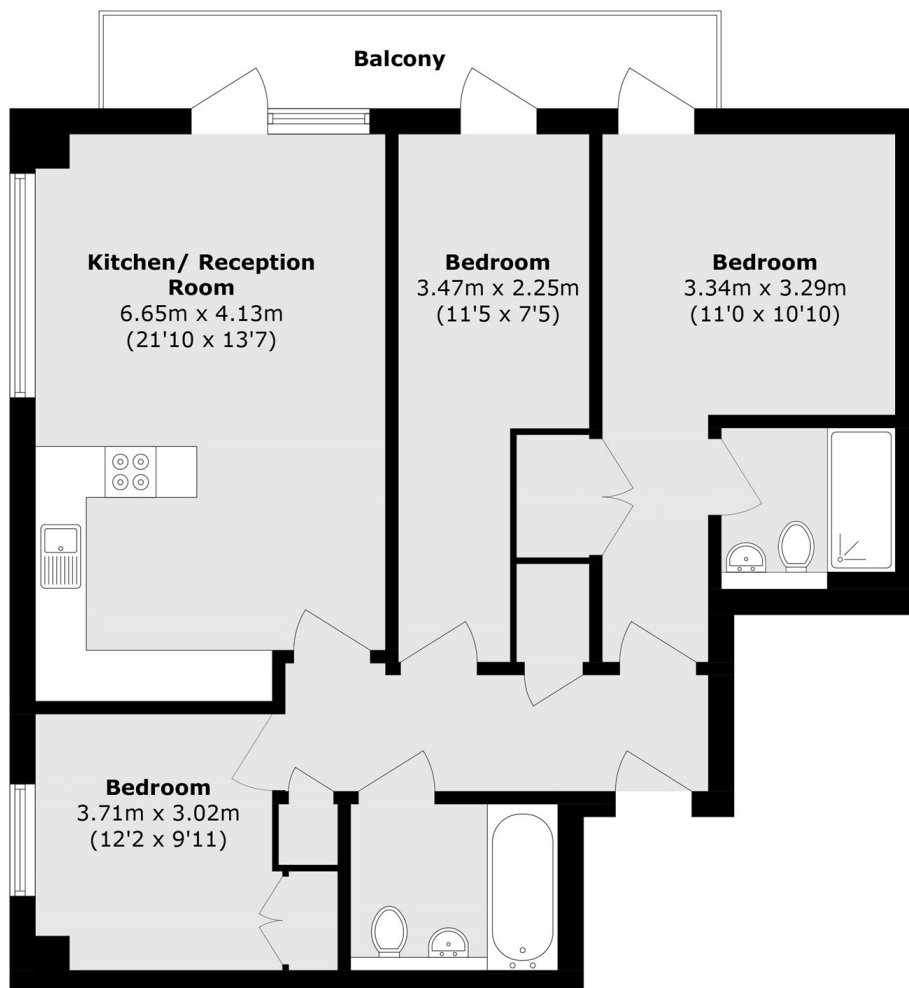 Balcony
Kitchen/ Reception
Room
6.65m x 4.13m
(21'10 x 13'7)
Bedroom
3.47m x 2.25m
(11'5 x 7'5)
Bedroom
3.34m x 3.29m
(11'0 x 10'10)
Bedroom
3.71m x 3.02m
(12'2 x 9'11)